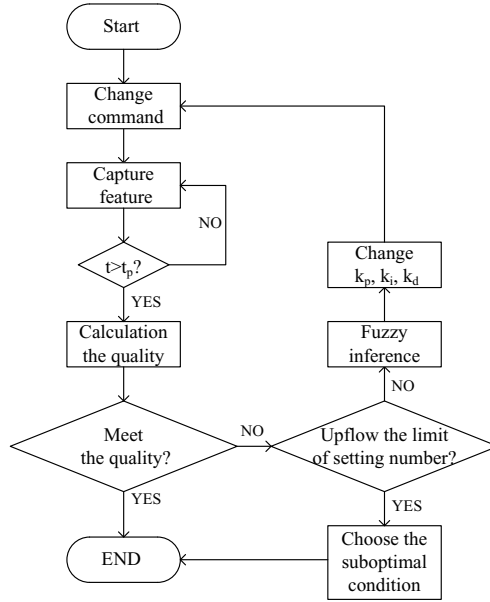 Start
Change
command
Capture
feature
NO
t>tp?
YES
Calculation
the quality
Change
kp, ki, kd
Fuzzy
inference
NO
Meet
the quality?
NO
Upflow the limit
of setting number?
YES
YES
END
Choose the
suboptimal
condition